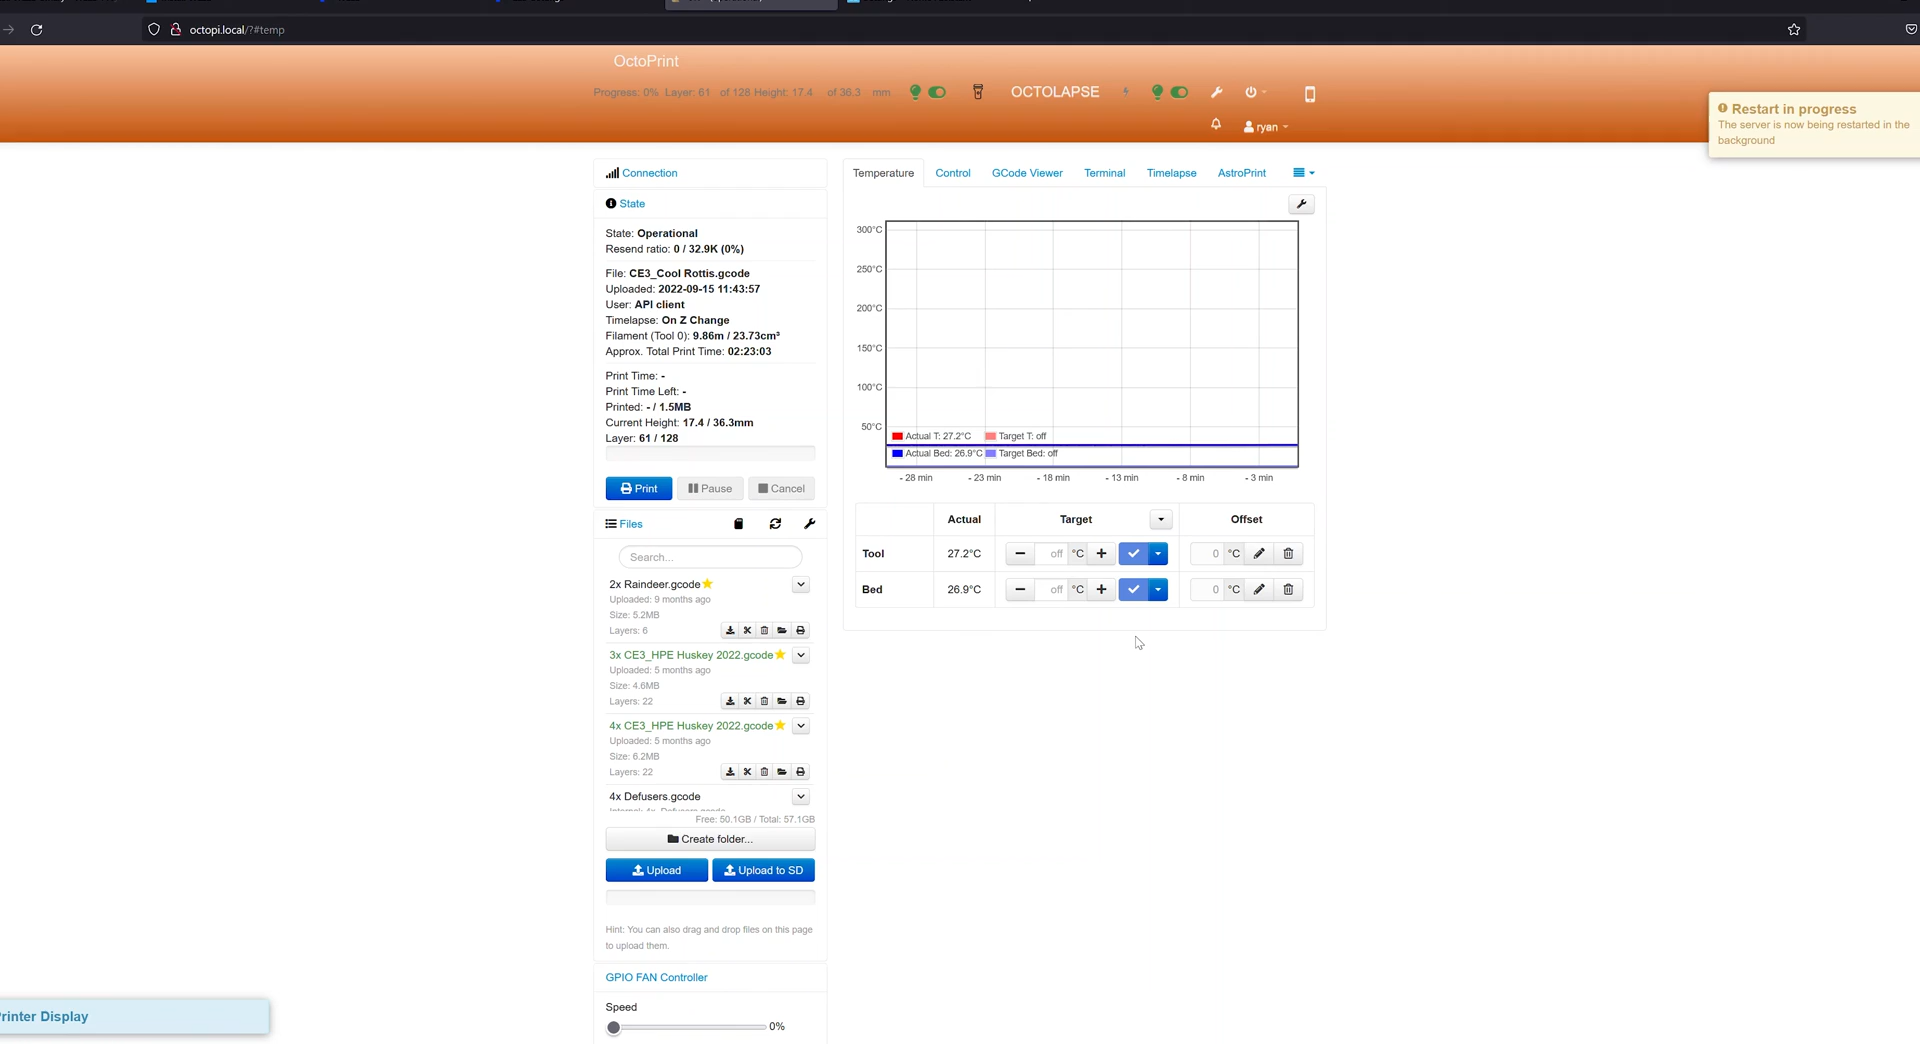 octopi.local/?#temp
OctoPrint
Progress: 0% Layer: 61 of 128 Height: 17.4 of 36.3 mm
OCTOLAPSE
ryan
Restart in progress
The server is now being restarted in the
background
Connection
State
State: Operational
Resend ratio: 0 / 32.9K (0%)
File: CE3_Cool Rottis.gcode
Uploaded: 2022-09-15 11:43:57
User: API client
Timelapse: On Z Change
Filament (Tool 0): 9.86m / 23.73cm³
Approx. Total Print Time: 02:23:03
Print Time: -
Print Time Left: -
Printed: - / 1.5MB
Current Height: 17.4 / 36.3mm
Layer: 61 / 128
Print Pause Cancel
Files
Search...
2x Raindeer.gcode
Uploaded: 9 months ago
Size: 5.2MB
Layers: 6
3x CE3_HPE Huskey 2022.gcode
Uploaded: 5 months ago
Size: 4.6MB
Layers: 22
4x CE3_HPE Huskey 2022.gcode
Uploaded: 5 months ago
Size: 6.2MB
Layers: 22
4x Defusers.gcode
Free: 50.1GB / Total: 57.1GB
Create folder...
Upload Upload to SD
Hint: You can also drag and drop files on this page
to upload them.
GPIO FAN Controller
Speed
0%
Temperature Control GCode Viewer Terminal Timelapse AstroPrint
300°C
250°C
200°C
150°C
100°C
50°C
Actual T: 27.2°C Target T: off
Actual Bed: 26.9°C Target Bed: off
- 28 min - 23 min - 18 min - 13 min - 8 min - 3 min
Actual Target Offset
Tool 27.2°C off °C 0 °C
Bed 26.9°C off °C 0 °C
rinter Display